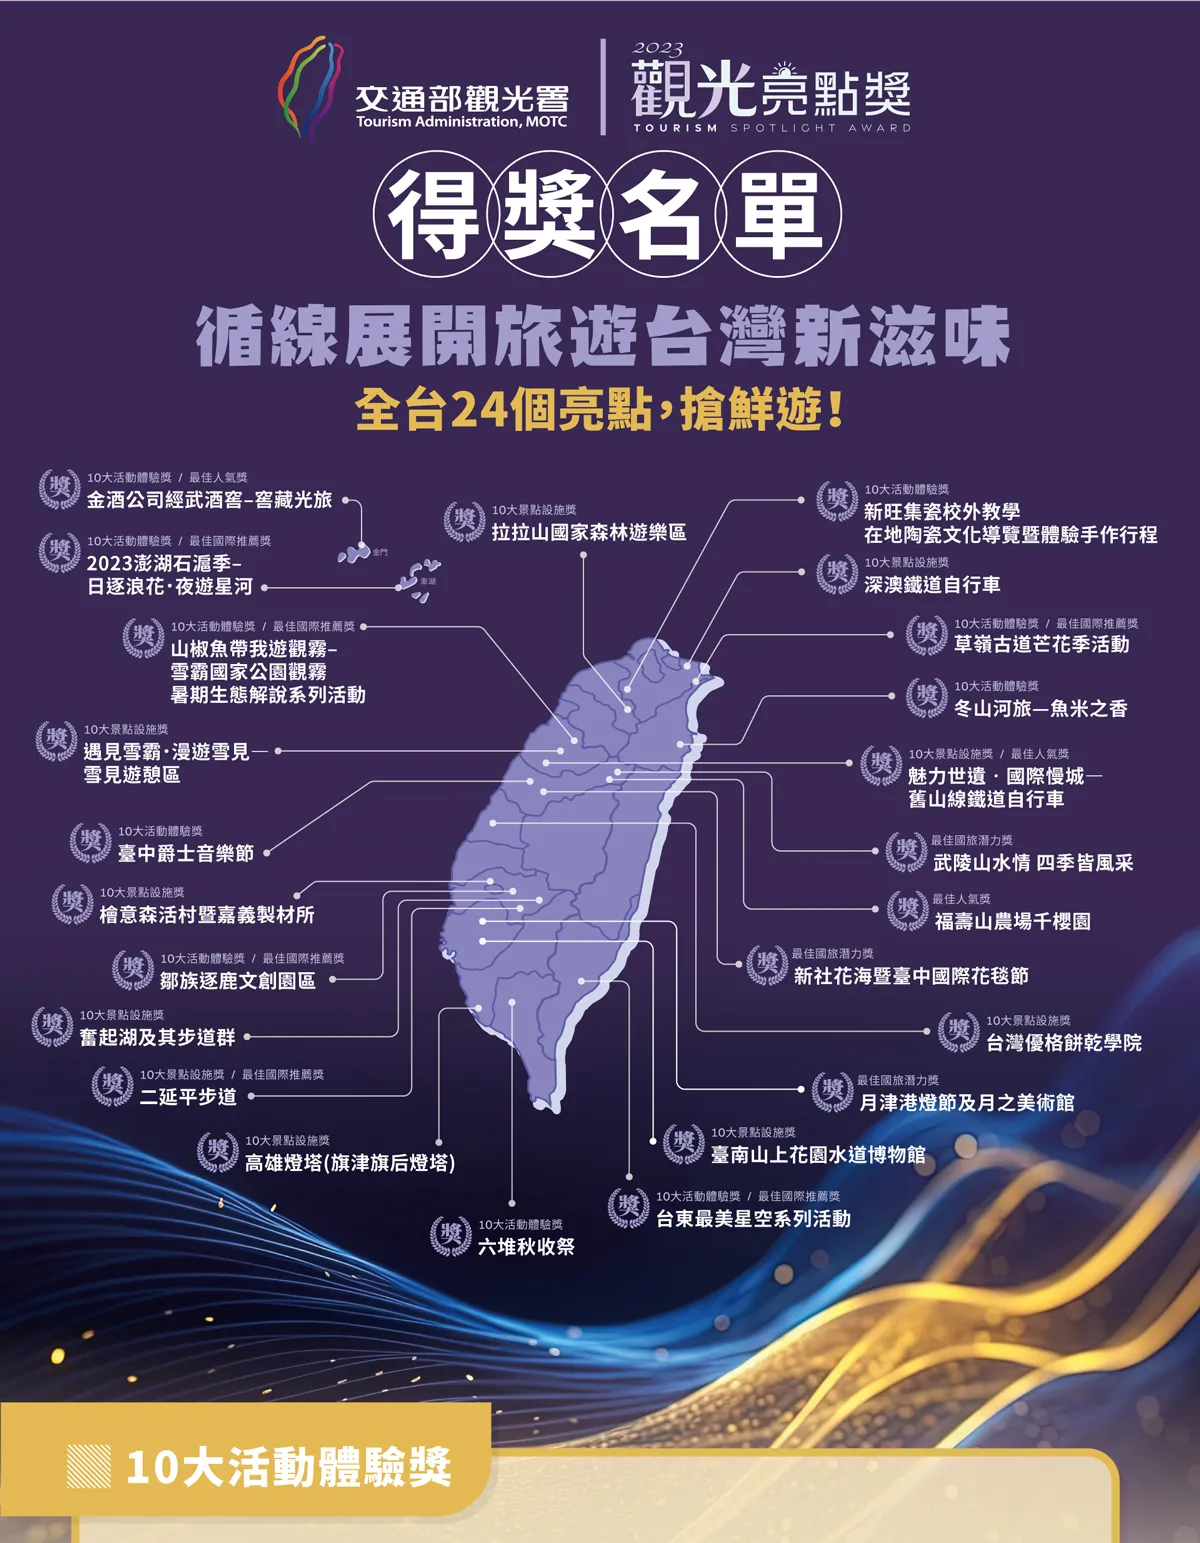 交通部觀光署
Tourism Administration, MOTC
2023
觀光亮點獎
TOURISM SPOTLIGHT AWARD
得獎名單
循線展開旅遊台灣新滋味
全台24個亮點,搶鮮遊!
獎
10大活動體驗獎 / 最佳人氣獎
金酒公司經武酒窖–窖藏光旅
金門
獎
10大活動體驗獎 / 最佳國際推薦獎
2023澎湖石滬季–
日逐浪花·夜遊星河
澎湖
獎
10大景點設施獎
拉拉山國家森林遊樂區
獎
10大活動體驗獎
新旺集瓷校外教學
在地陶瓷文化導覽暨體驗手作行程
獎
10大景點設施獎
深澳鐵道自行車
獎
10大活動體驗獎 / 最佳國際推薦獎
山椒魚帶我遊觀霧–
雪霸國家公園觀霧
暑期生態解說系列活動
獎
10大活動體驗獎 / 最佳國際推薦獎
草嶺古道芒花季活動
獎
10大活動體驗獎
冬山河旅—魚米之香
獎
10大景點設施獎
遇見雪霸·漫遊雪見—
雪見遊憩區
獎
10大景點設施獎 / 最佳人氣獎
魅力世遺．國際慢城—
舊山線鐵道自行車
獎
10大活動體驗獎
臺中爵士音樂節
獎
最佳國旅潛力獎
武陵山水情 四季皆風采
獎
10大景點設施獎
檜意森活村暨嘉義製材所
獎
最佳人氣獎
福壽山農場千櫻園
獎
10大活動體驗獎 / 最佳國際推薦獎
鄒族逐鹿文創園區
獎
最佳國旅潛力獎
新社花海暨臺中國際花毯節
獎
10大景點設施獎
奮起湖及其步道群
獎
10大景點設施獎
台灣優格餅乾學院
獎
10大景點設施獎 / 最佳國際推薦獎
二延平步道
獎
最佳國旅潛力獎
月津港燈節及月之美術館
獎
10大景點設施獎
高雄燈塔(旗津旗后燈塔)
獎
10大景點設施獎
臺南山上花園水道博物館
獎
10大活動體驗獎 / 最佳國際推薦獎
台東最美星空系列活動
獎
10大活動體驗獎
六堆秋收祭
10大活動體驗獎